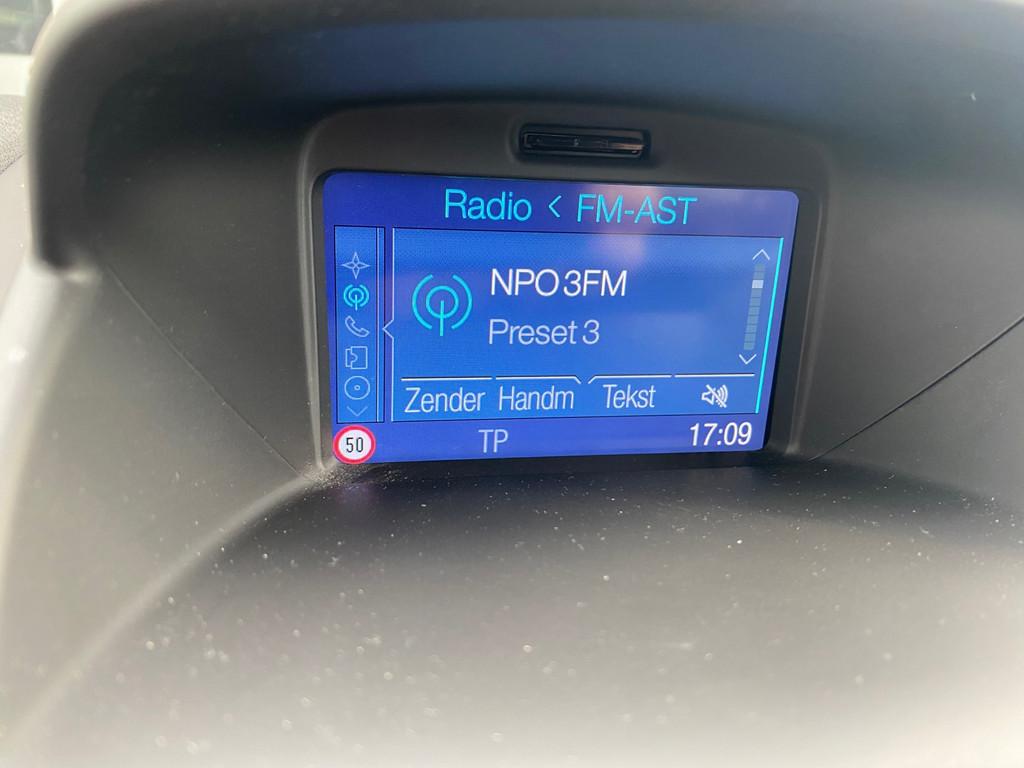 Radio < FM-AST
NPO 3FM
Preset 3
Zender Handm Tekst
50 TP 17:09